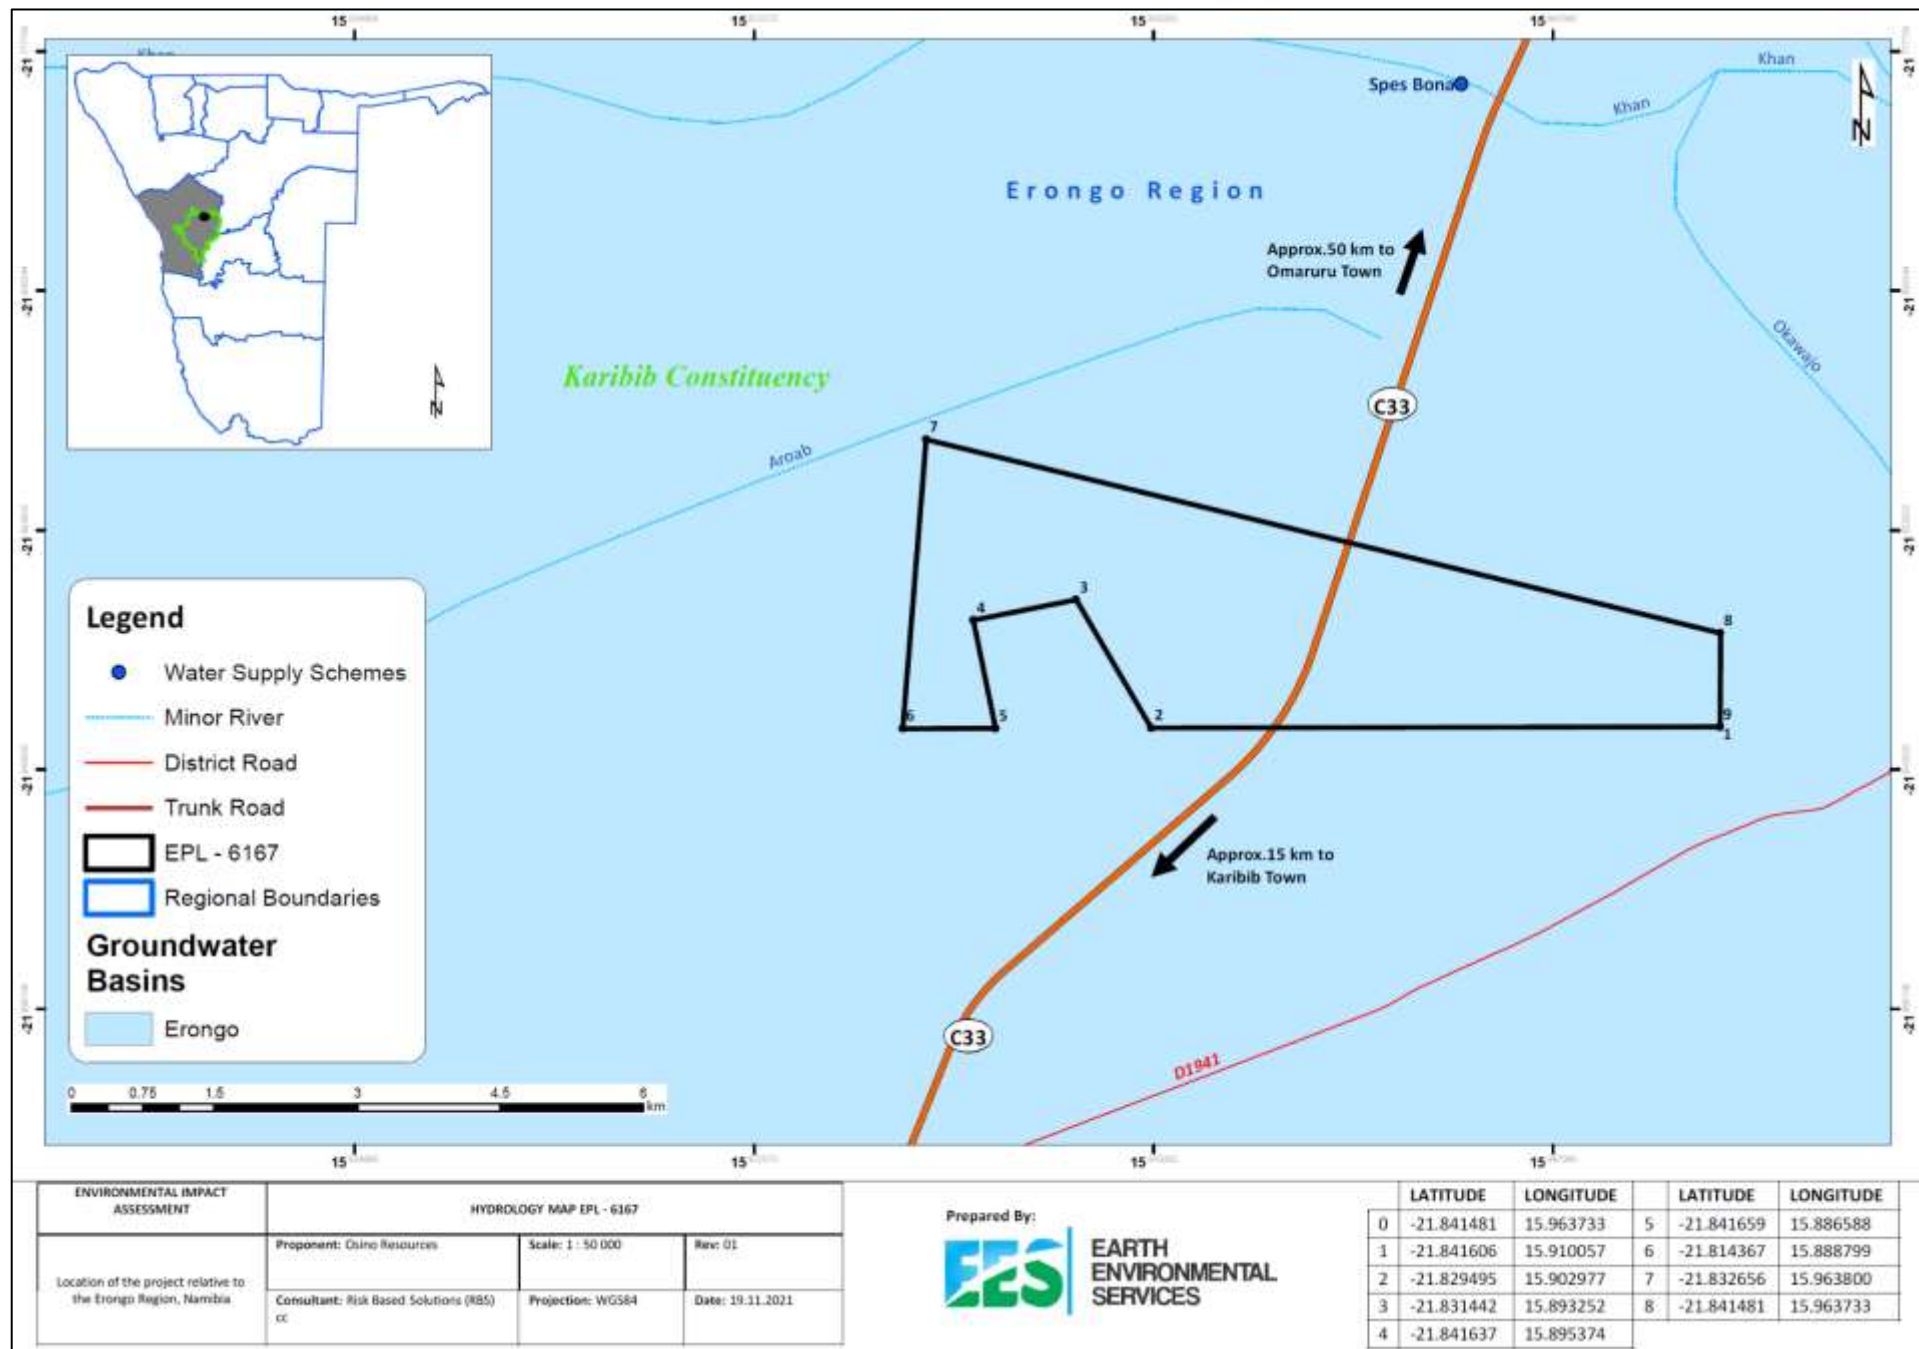 15
15
15
15
-21
-21
Khan
Khan
Spes Bona
Khan
N
Erongo Region
Approx.50 km to
Omaruru Town
-21
-21
Okawajo
Karibib Constituency
N
C33
7
Aroab
-21
-21
3
4
8
6
5
2
9
1
Legend
Water Supply Schemes
Minor River
District Road
Trunk Road
EPL - 6167
Regional Boundaries
Groundwater
Basins
Erongo
-21
-21
Approx.15 km to
Karibib Town
-21
-21
C33
D1941
0 0.75 1.5 3 4.5 6
km
15
15
15
15
ENVIRONMENTAL IMPACT
ASSESSMENT
HYDROLOGY MAP EPL - 6167
Location of the project relative to
the Erongo Region, Namibia
Proponent: Osino Resources
Scale: 1 : 50 000
Rev: 01
Consultant: Risk Based Solutions (RBS)
cc
Projection: WGS84
Date: 19.11.2021
Prepared By:
EES
EARTH
ENVIRONMENTAL
SERVICES
LATITUDE LONGITUDE LATITUDE LONGITUDE
0 -21.841481 15.963733 5 -21.841659 15.886588
1 -21.841606 15.910057 6 -21.814367 15.888799
2 -21.829495 15.902977 7 -21.832656 15.963800
3 -21.831442 15.893252 8 -21.841481 15.963733
4 -21.841637 15.895374